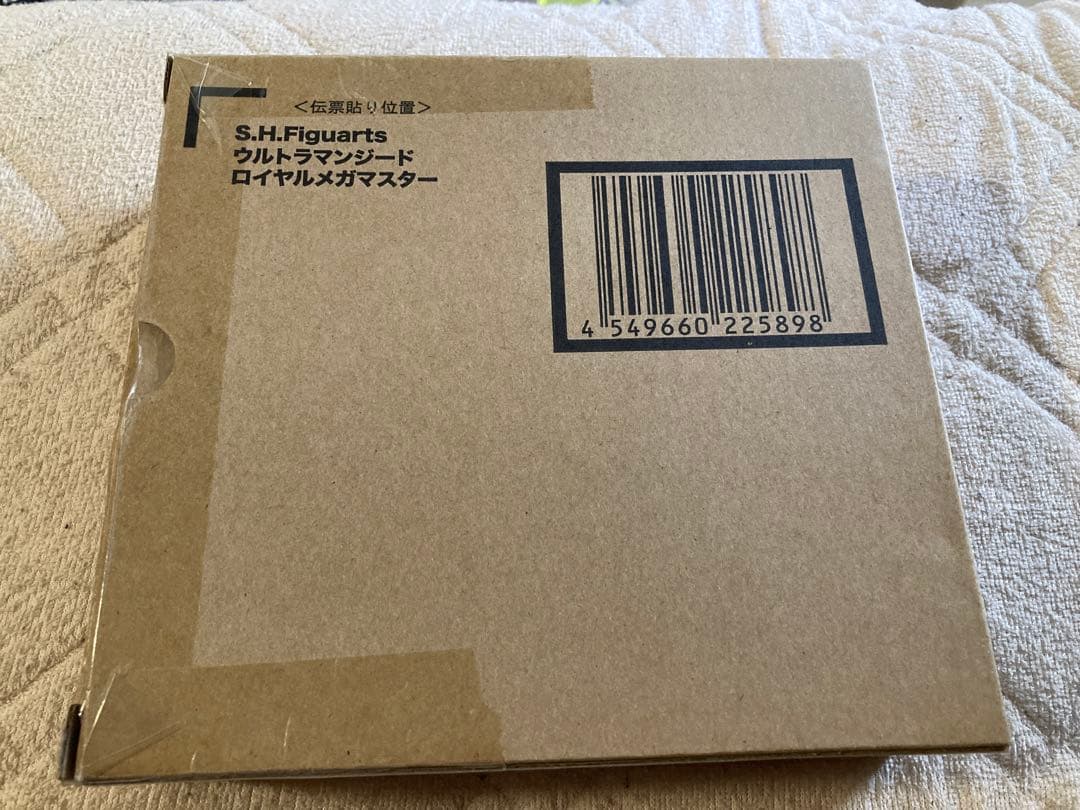 ＜伝票貼り位置＞
S.H.Figuarts
ウルトラマンジード
ロイヤルメガマスター
4 549660 225898